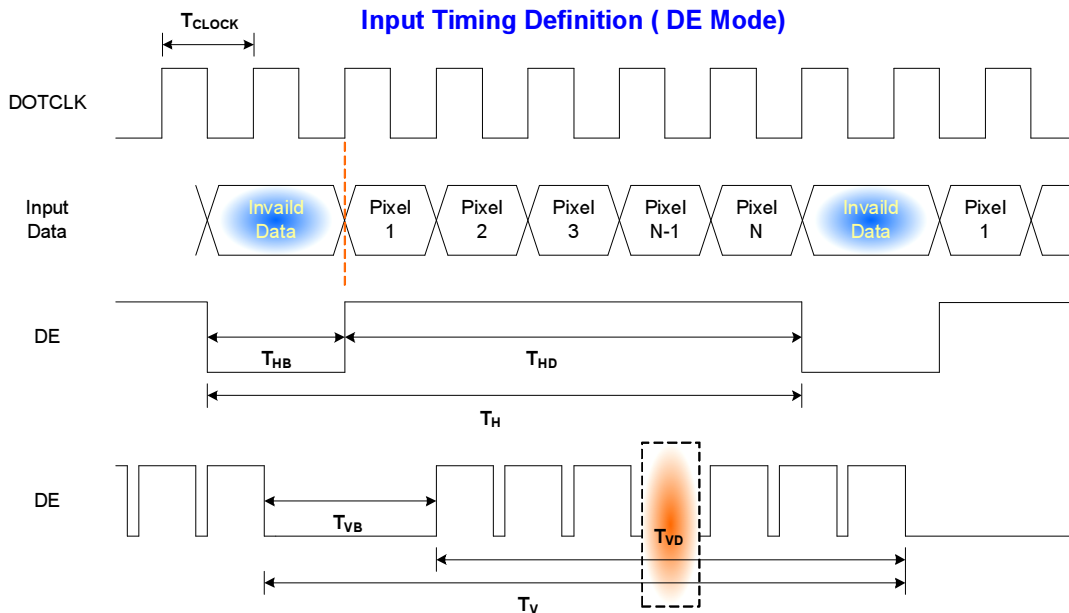 Input Timing Definition ( DE Mode)
TCLOCK
DOTCLK
Input
Data
Invaild
Data
Pixel
1
Pixel
2
Pixel
3
Pixel
N-1
Pixel
N
Invaild
Data
Pixel
1
DE
THB
THD
TH
DE
TVB
TVD
TV